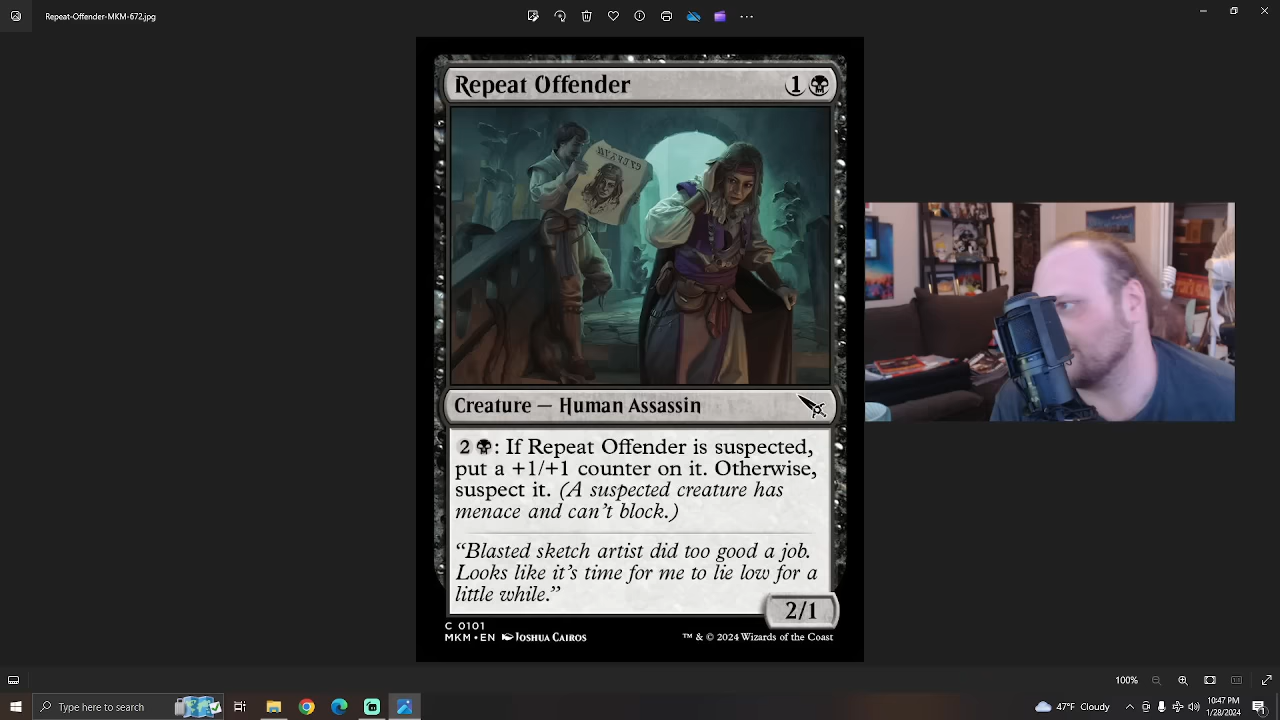 Repeat-Offender-MKM-672.jpg
Repeat Offender
1
Creature — Human Assassin
2 : If Repeat Offender is suspected,
put a +1/+1 counter on it. Otherwise,
suspect it. (A suspected creature has
menace and can't block.)
“Blasted sketch artist did too good a job.
Looks like it's time for me to lie low for a
little while.”
2/1
C 0101
MKM • EN Joshua Cairos
™ & © 2024 Wizards of the Coast
100%
Type here to search
47°F Cloudy
10:47 PM
1/28/2024